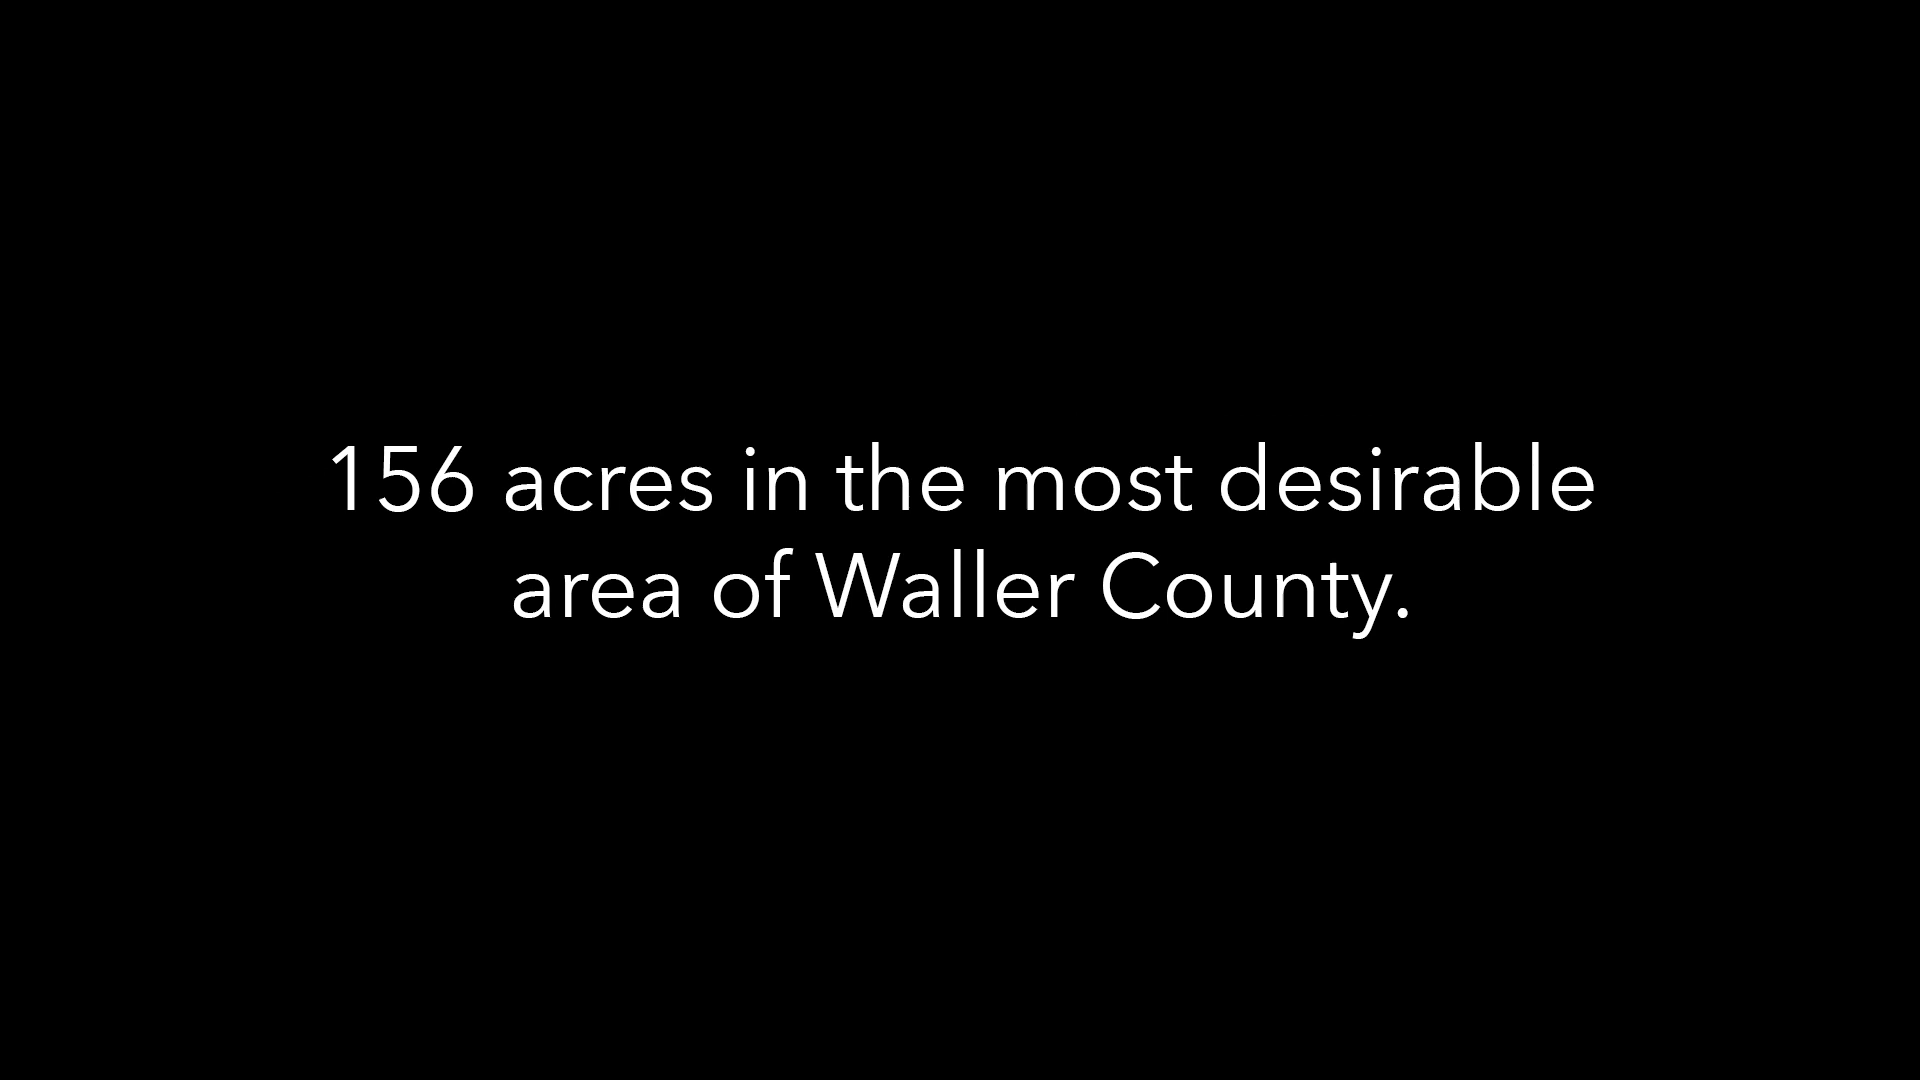 156 acres in the most desirable
area of Waller County.